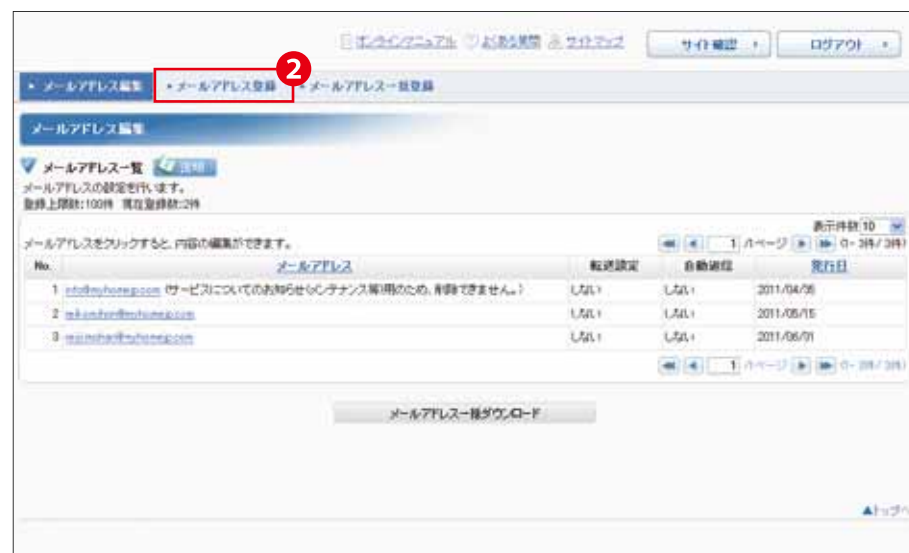 オンラインマニュアル よくある質問 サイトマップ サイト確認 ログアウト
2
メールアドレス編集 メールアドレス登録 メールアドレス一括登録
メールアドレス編集
メールアドレス一覧
メールアドレスの設定を行います。
登録上限数:100件 現在登録数:2件
表示件数 10
メールアドレスをクリックすると、内容の編集ができます。 1 /1ページ (1- 3件/ 3件)
No. メールアドレス 転送設定 自動返信 発行日
1 (サービスについてのお知らせやメンテナンス等用のため、削除できません。) しない しない 2011/04/05
2 しない しない 2011/05/15
3 しない しない 2011/06/01
1 /1ページ
メールアドレス一覧ダウンロード
▲トップへ